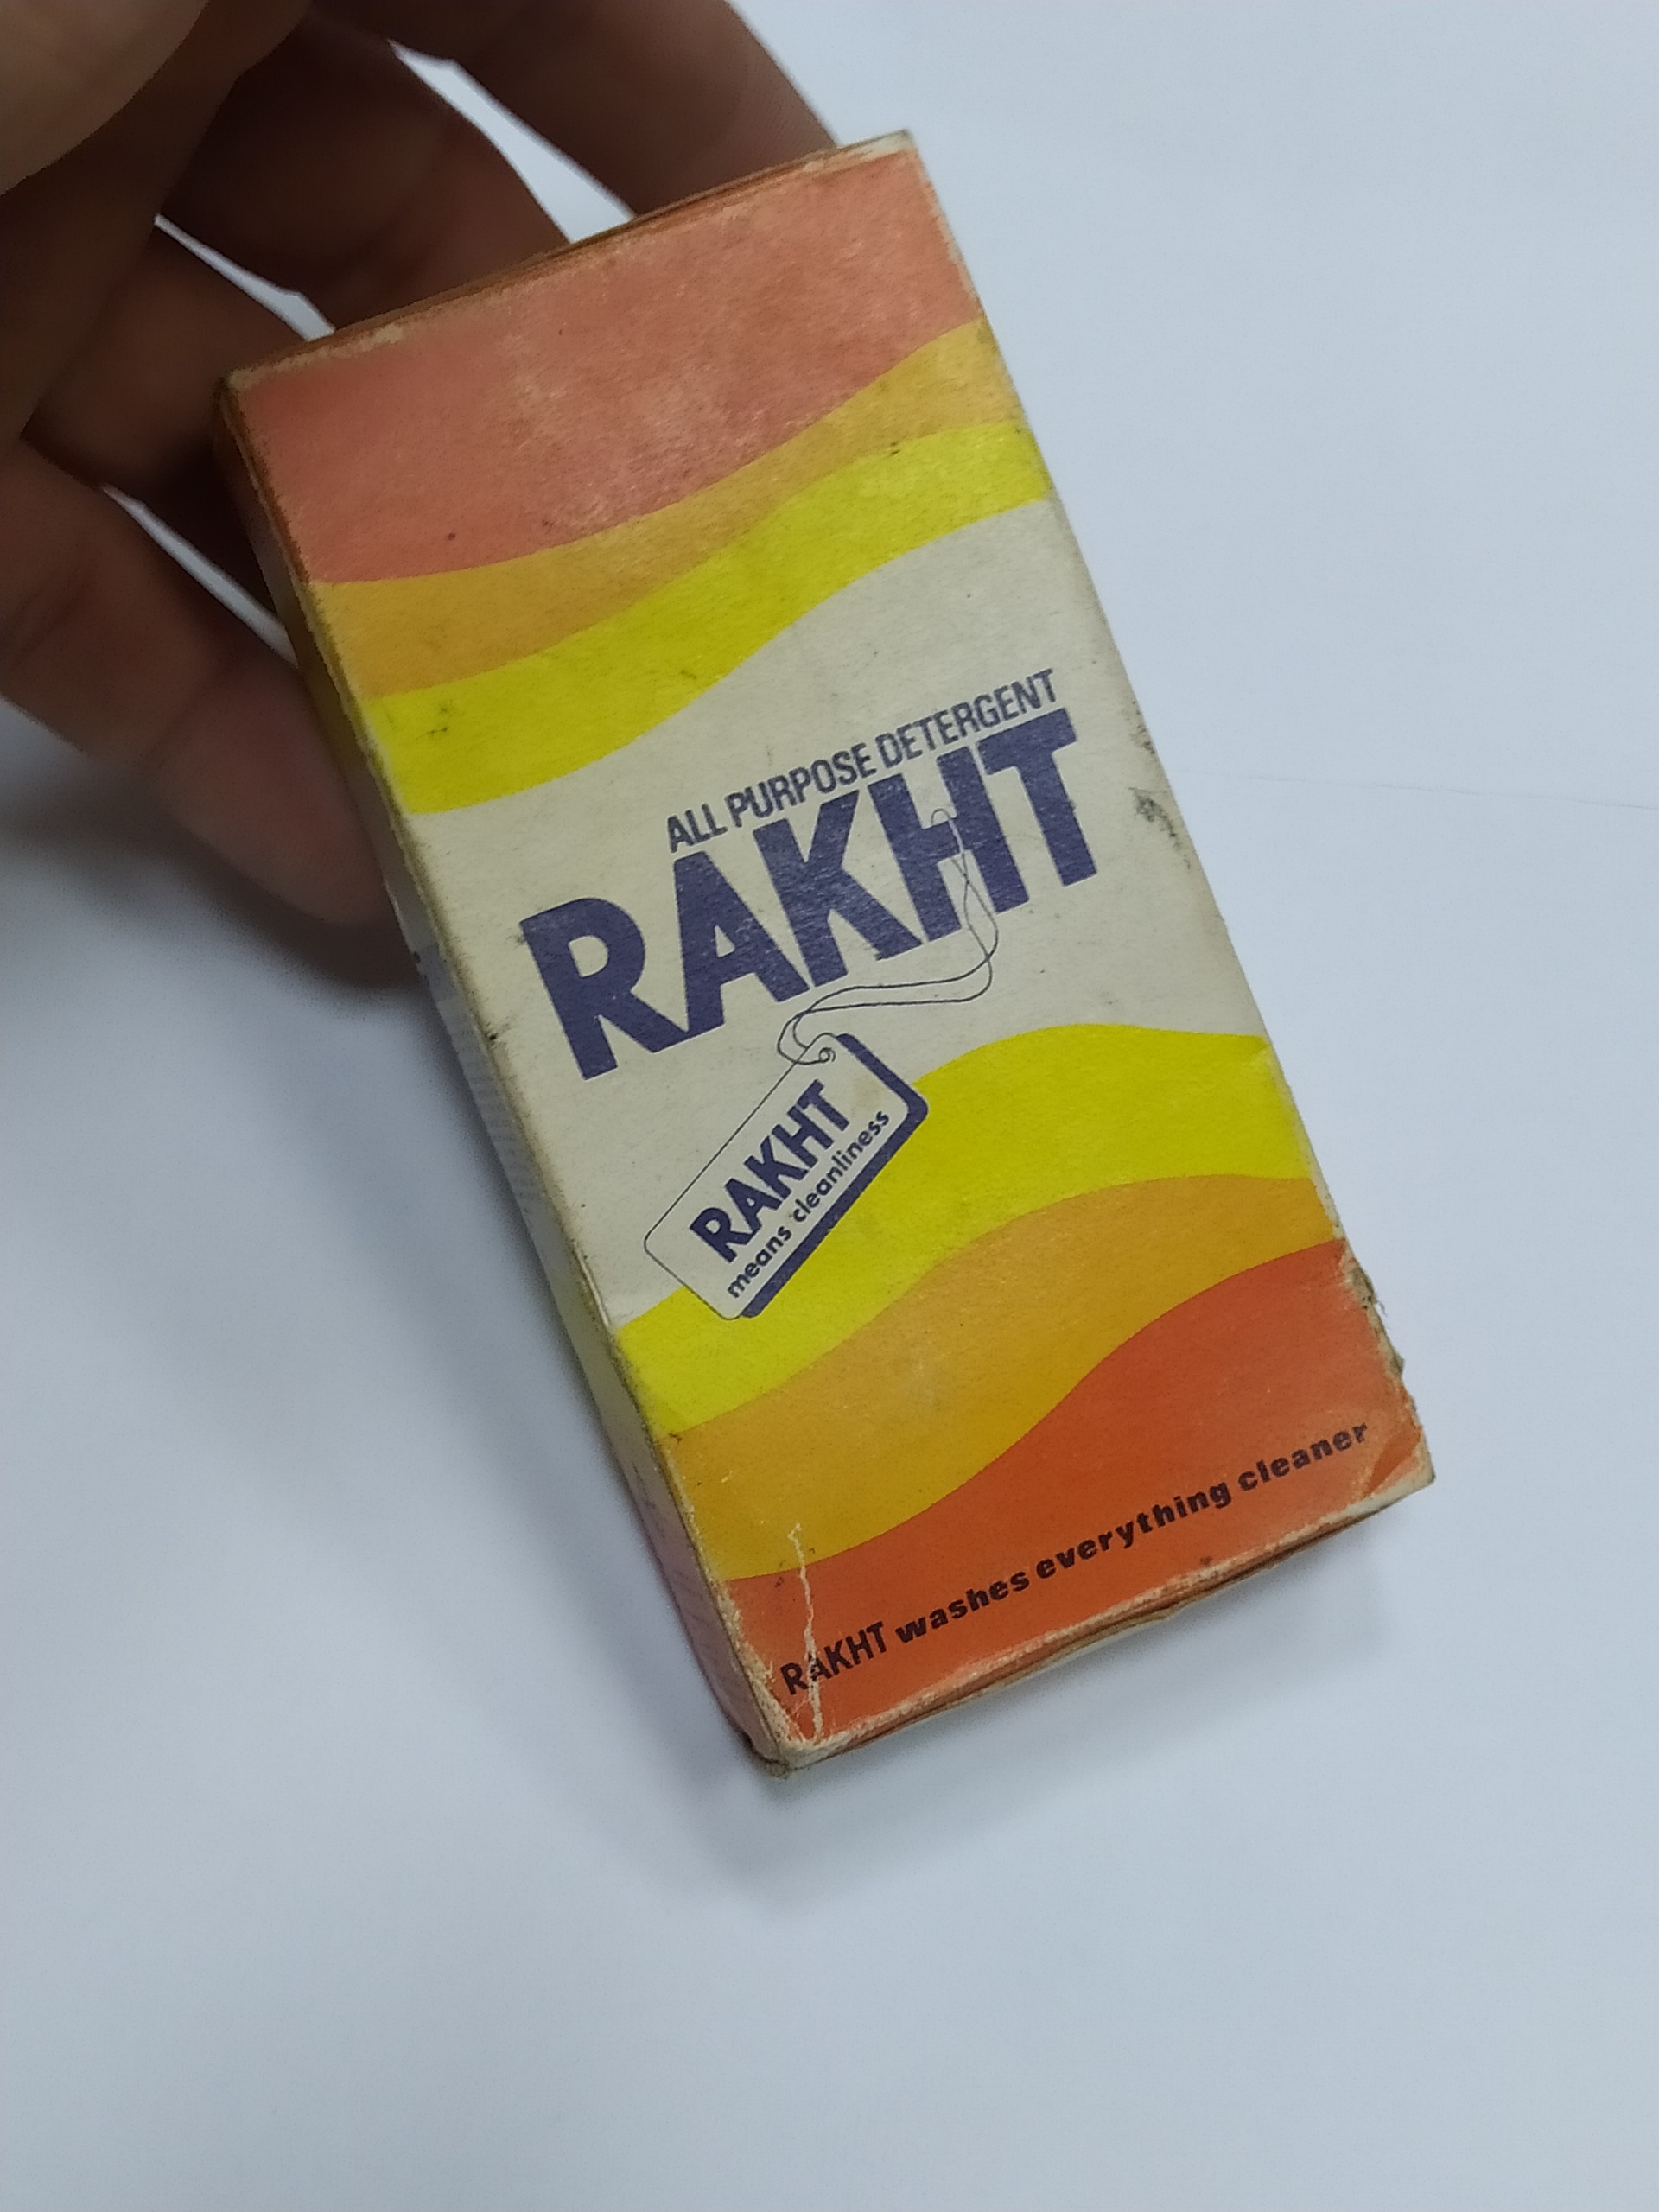 ALL PURPOSE DETERGENT
RAKHT
RAKHT
means cleanliness
RAKHT washes everything cleaner